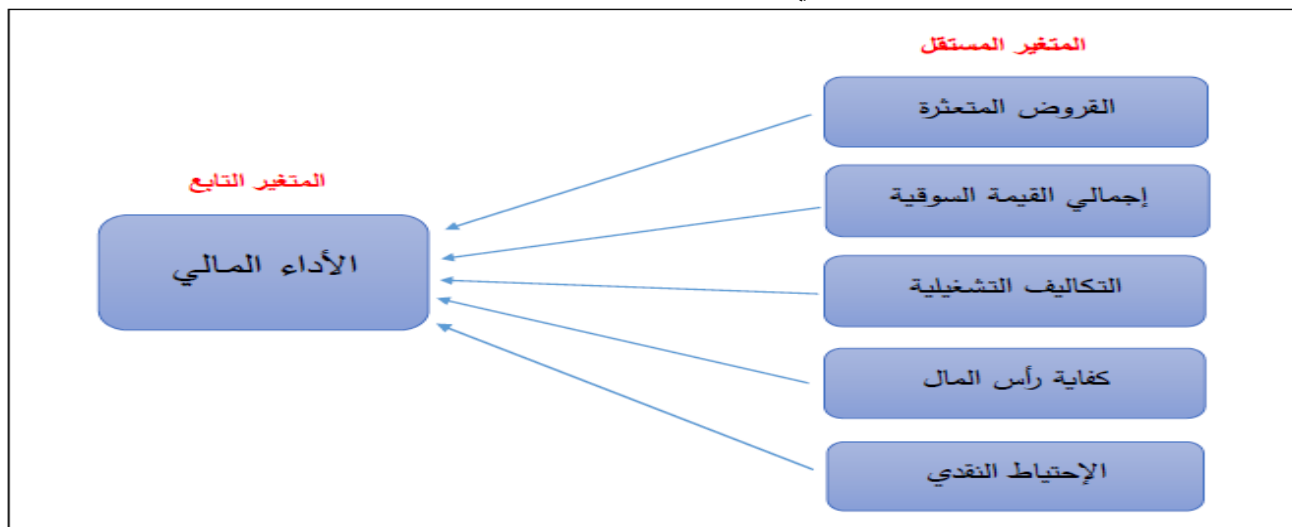 المتغير المستقل
القروض المتعثرة
إجمالي القيمة السوقية
التكاليف التشغيلية
كفاية رأس المال
الإحتياط النقدي
المتغير التابع
الأداء المالي